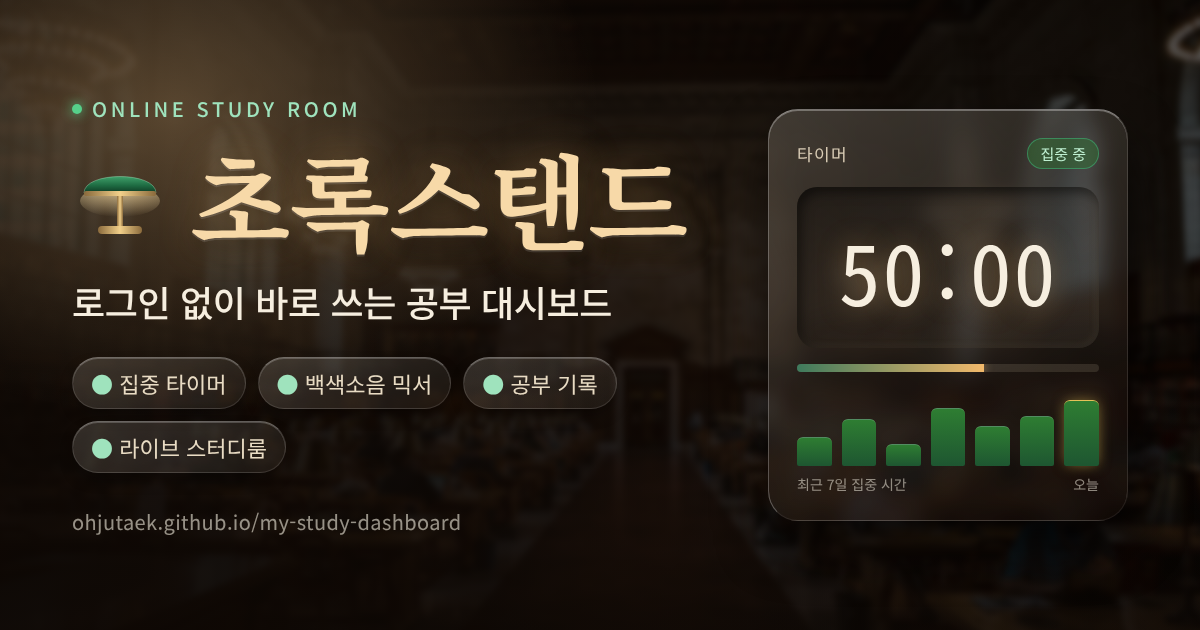 ONLINE STUDY ROOM
초록스탠드
로그인 없이 바로 쓰는 공부 대시보드
집중 타이머
백색소음 믹서
공부 기록
라이브 스터디룸
ohjutaek.github.io/my-study-dashboard
타이머
집중 중
50:00
최근 7일 집중 시간
오늘